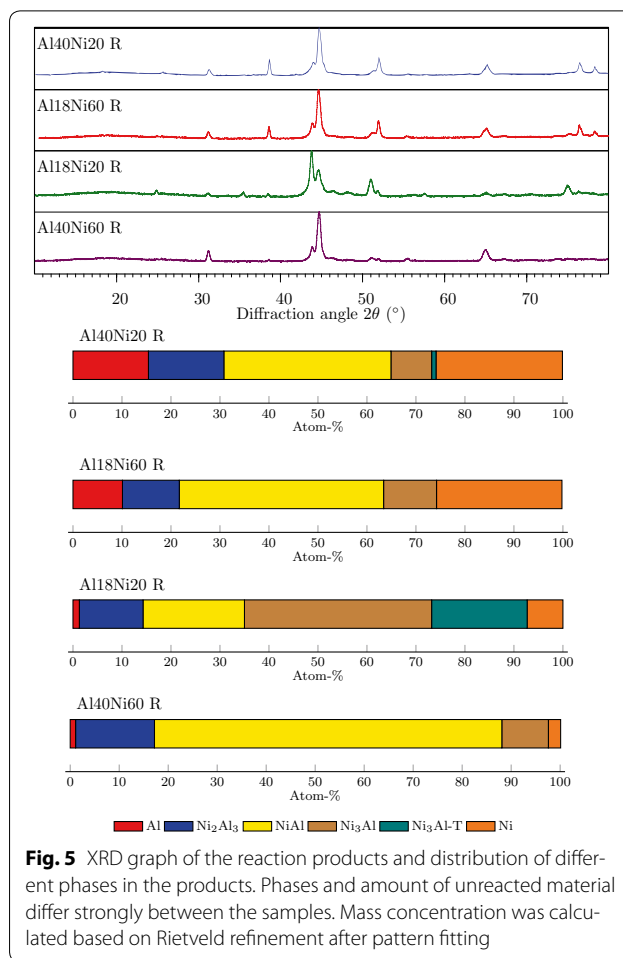 Al40Ni20 R
Al18Ni60 R
Al18Ni20 R
Al40Ni60 R
20 30 40 50 60 70
Diffraction angle 2θ (°)
Al40Ni20 R
0 10 20 30 40 50 60 70 80 90 100
Atom-%
Al18Ni60 R
0 10 20 30 40 50 60 70 80 90 100
Atom-%
Al18Ni20 R
0 10 20 30 40 50 60 70 80 90 100
Atom-%
Al40Ni60 R
0 10 20 30 40 50 60 70 80 90 100
Atom-%
Al Ni₂Al₃ NiAl Ni₃Al Ni₃Al-T Ni
Fig. 5 XRD graph of the reaction products and distribution of differ-
ent phases in the products. Phases and amount of unreacted material
differ strongly between the samples. Mass concentration was calcu-
lated based on Rietveld refinement after pattern fitting